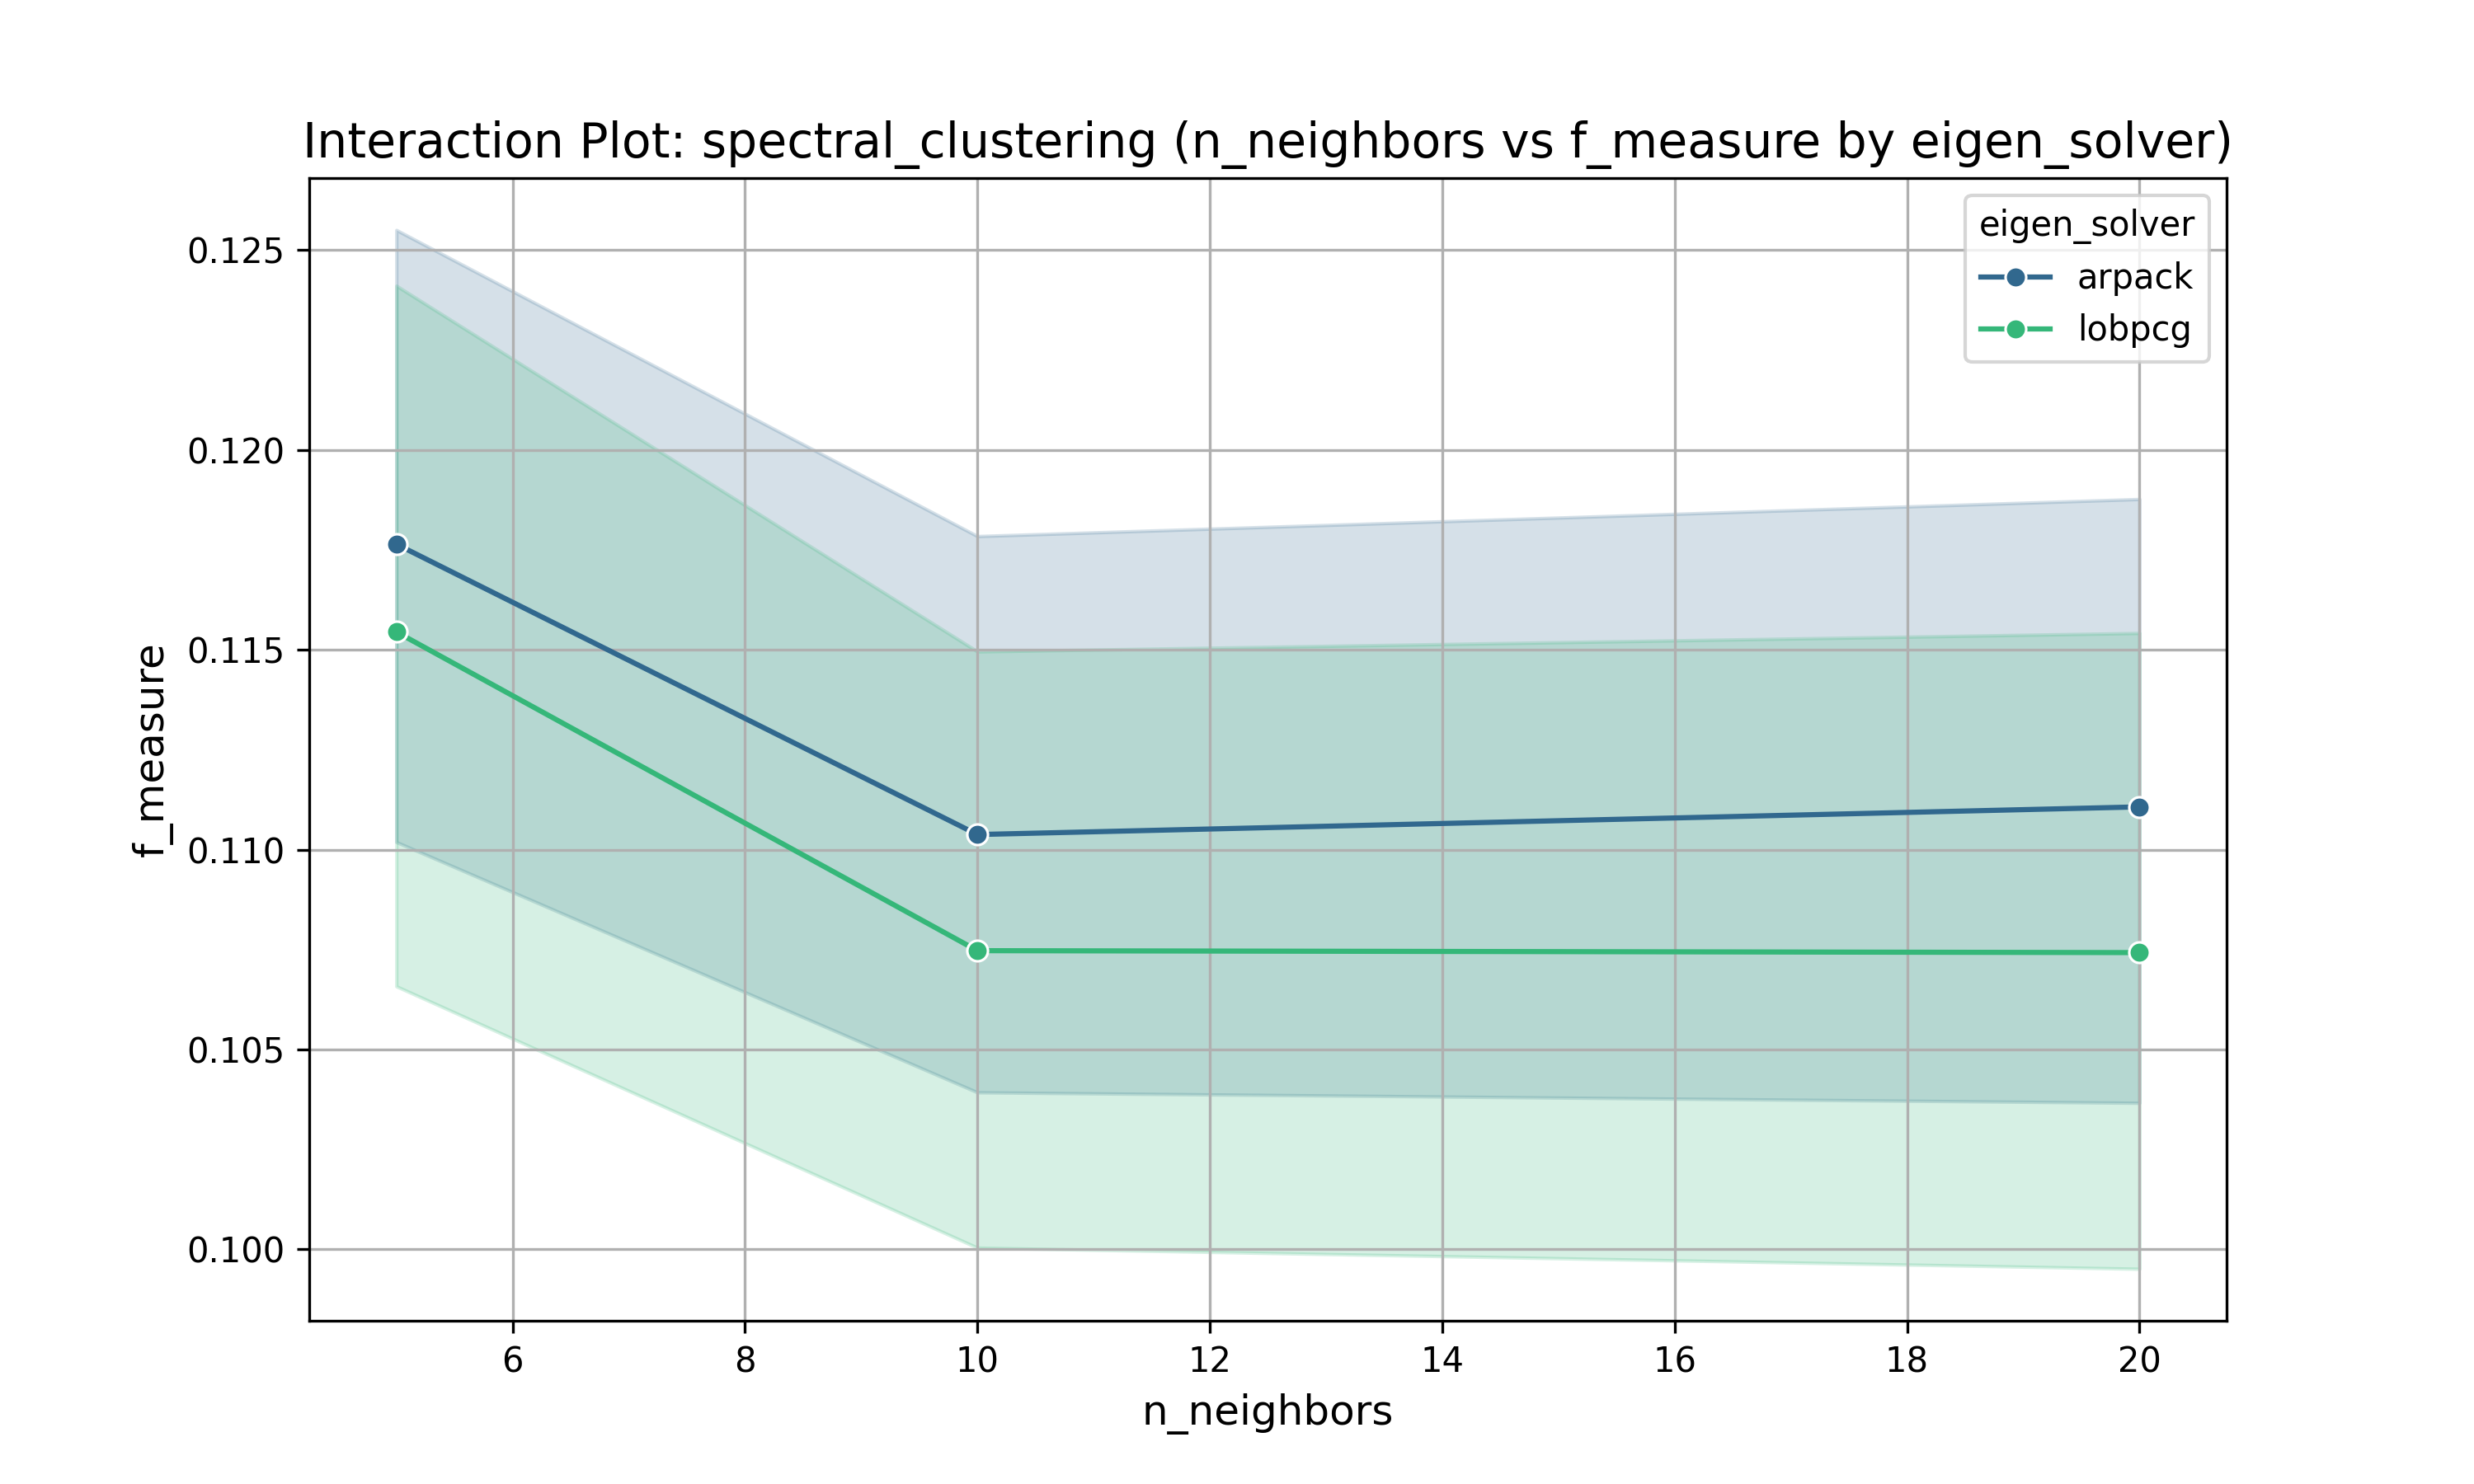 Interaction Plot: spectral_clustering (n_neighbors vs f_measure by eigen_solver)
eigen_solver
arpack
lobpcg
f_measure
0.125
0.120
0.115
0.110
0.105
0.100
6 8 10 12 14 16 18 20
n_neighbors